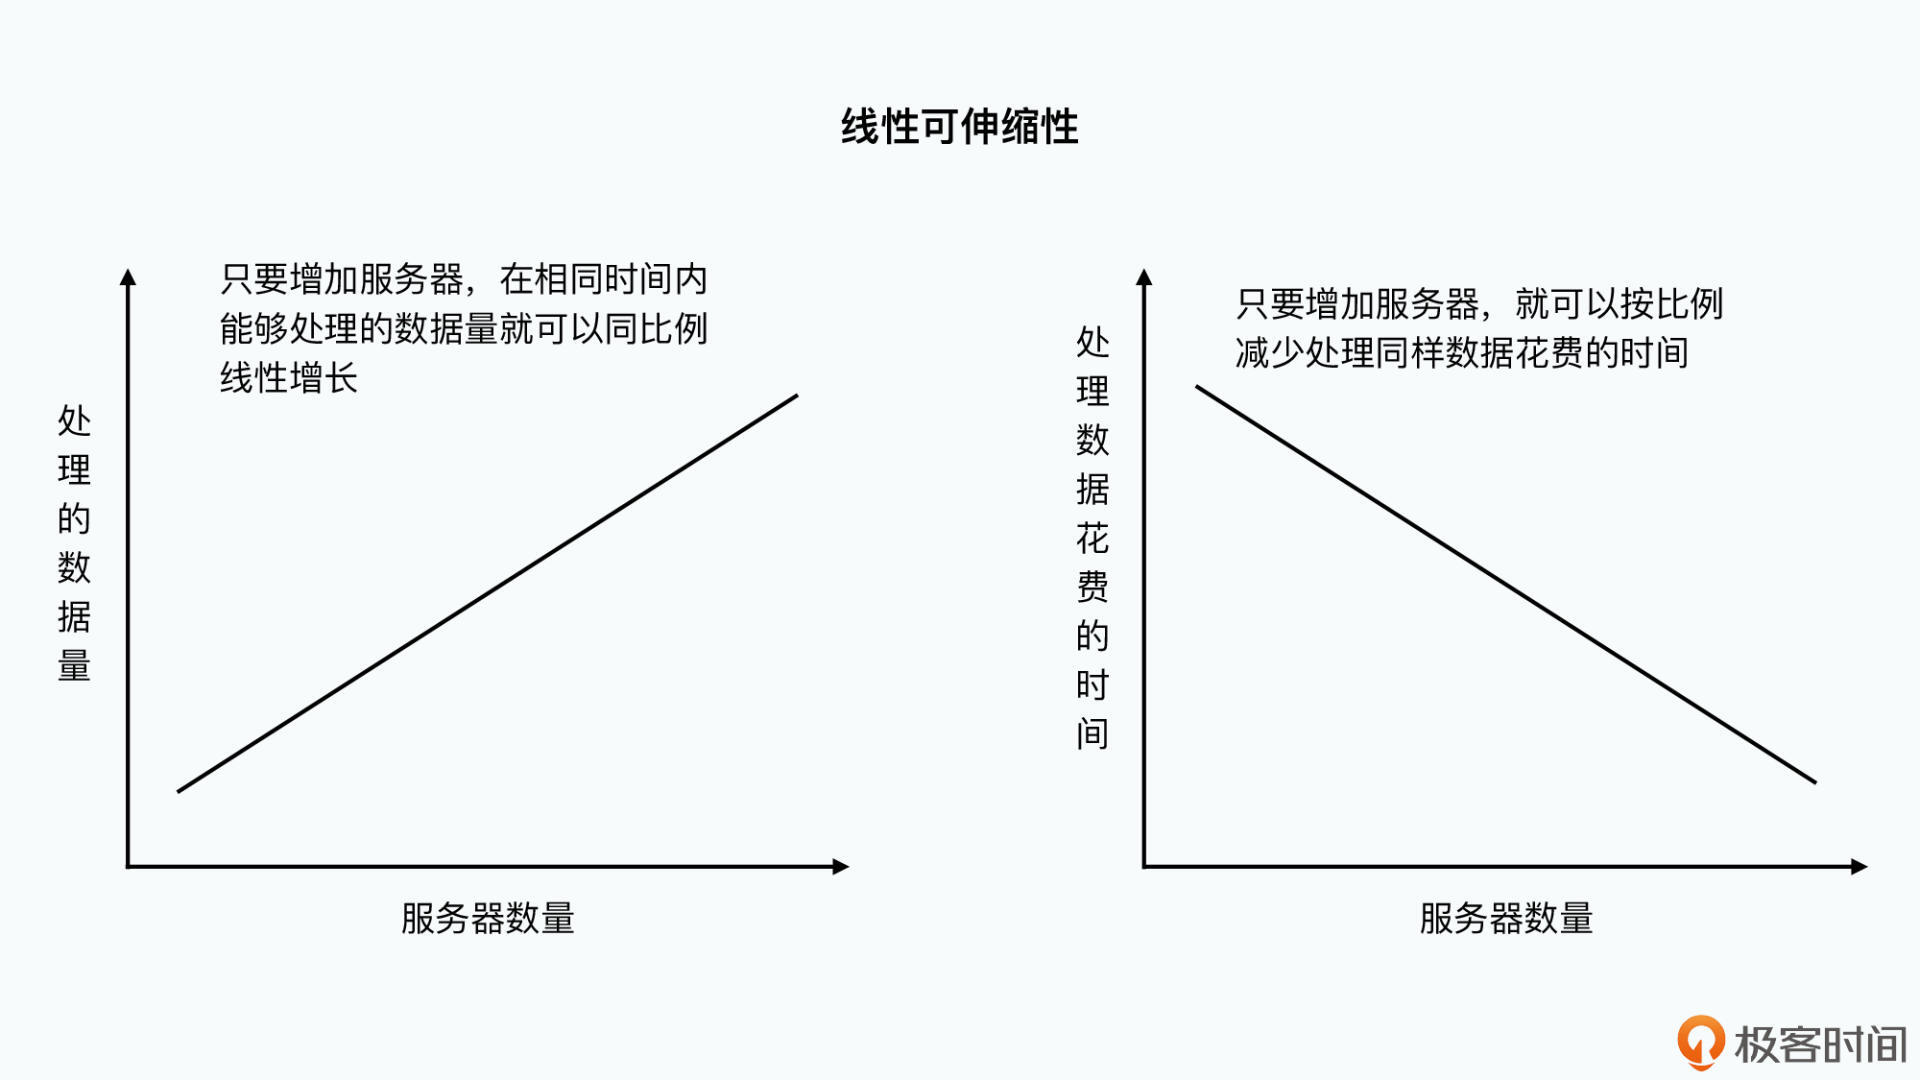 线性可伸缩性
只要增加服务器，在相同时间内
能够处理的数据量就可以同比例
线性增长
处理的数据量
服务器数量
只要增加服务器，就可以按比例
减少处理同样数据花费的时间
处理数据花费的时间
服务器数量
极客时间